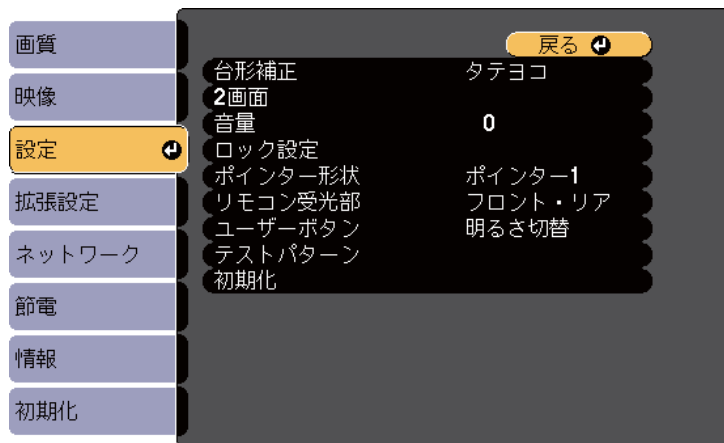 画質
映像
設定
拡張設定
ネットワーク
節電
情報
初期化
戻る
台形補正 タテヨコ
2画面
音量 0
ロック設定
ポインター形状 ポインター1
リモコン受光部 フロント・リア
ユーザーボタン 明るさ切替
テストパターン
初期化